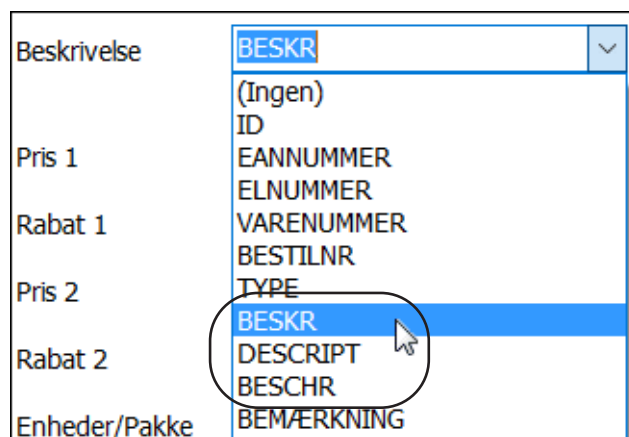 Beskrivelse BESKR
(Ingen)
ID
Pris 1 EANNUMMER
ELNUMMER
Rabat 1 VARENUMMER
BESTILNR
Pris 2 TYPE
BESKR
Rabat 2 DESCRIPT
BESCHR
Enheder/Pakke BEMÆRKNING